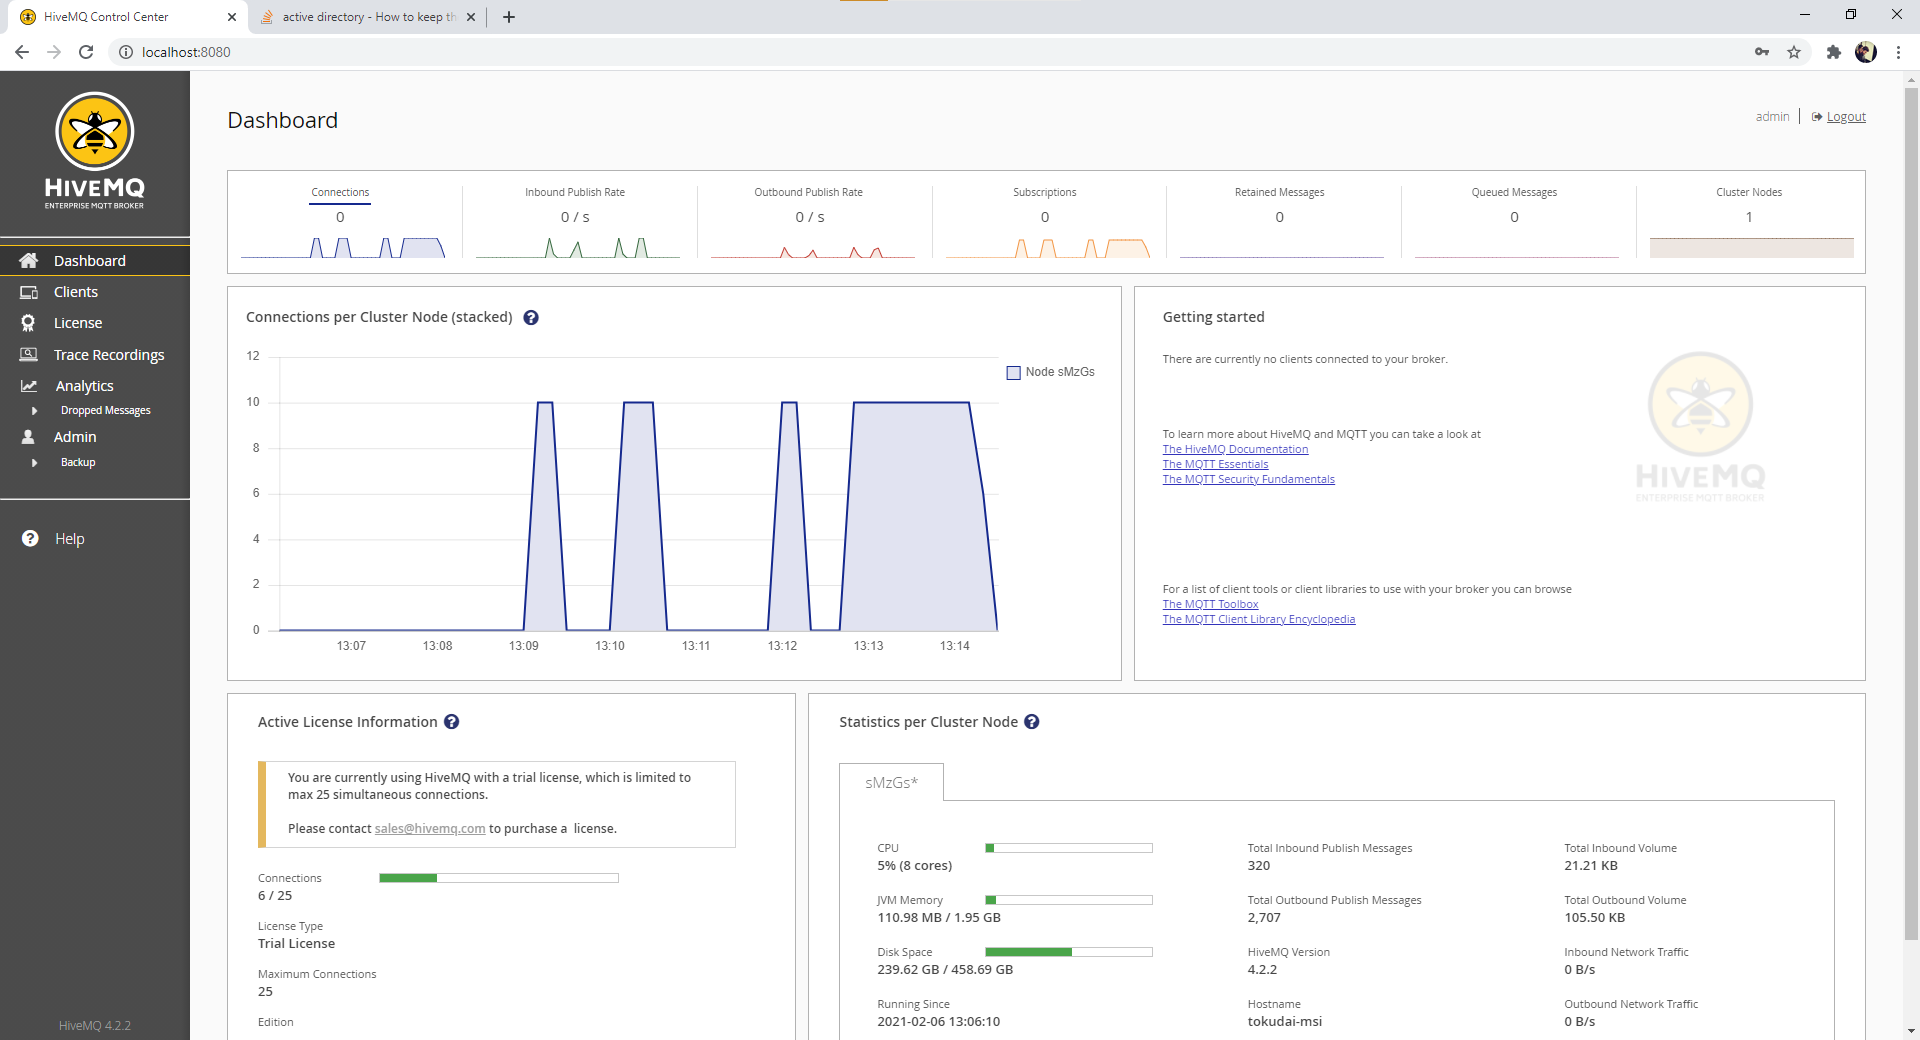 HiveMQ Control Center
active directory - How to keep th
localhost:8080
HIVEMQ
ENTERPRISE MQTT BROKER
Dashboard
Clients
License
Trace Recordings
Analytics
Dropped Messages
Admin
Backup
Help
HiveMQ 4.2.2
Dashboard
admin
Logout
Connections
0
Inbound Publish Rate
0 / s
Outbound Publish Rate
0 / s
Subscriptions
0
Retained Messages
0
Queued Messages
0
Cluster Nodes
1
Connections per Cluster Node (stacked) ?
12
10
8
6
4
2
0
13:07
13:08
13:09
13:10
13:11
13:12
13:13
13:14
Node sMzGs
Getting started
There are currently no clients connected to your broker.
To learn more about HiveMQ and MQTT you can take a look at
The HiveMQ Documentation
The MQTT Essentials
The MQTT Security Fundamentals
For a list of client tools or client libraries to use with your broker you can browse
The MQTT Toolbox
The MQTT Client Library Encyclopedia
HIVEMQ
ENTERPRISE MQTT BROKER
Active License Information ?
You are currently using HiveMQ with a trial license, which is limited to
max 25 simultaneous connections.
Please contact sales@hivemq.com to purchase a license.
Connections
6 / 25
License Type
Trial License
Maximum Connections
25
Edition
Statistics per Cluster Node ?
sMzGs*
CPU
5% (8 cores)
JVM Memory
110.98 MB / 1.95 GB
Disk Space
239.62 GB / 458.69 GB
Running Since
2021-02-06 13:06:10
Total Inbound Publish Messages
320
Total Outbound Publish Messages
2,707
HiveMQ Version
4.2.2
Hostname
tokudai-msi
Total Inbound Volume
21.21 KB
Total Outbound Volume
105.50 KB
Inbound Network Traffic
0 B/s
Outbound Network Traffic
0 B/s